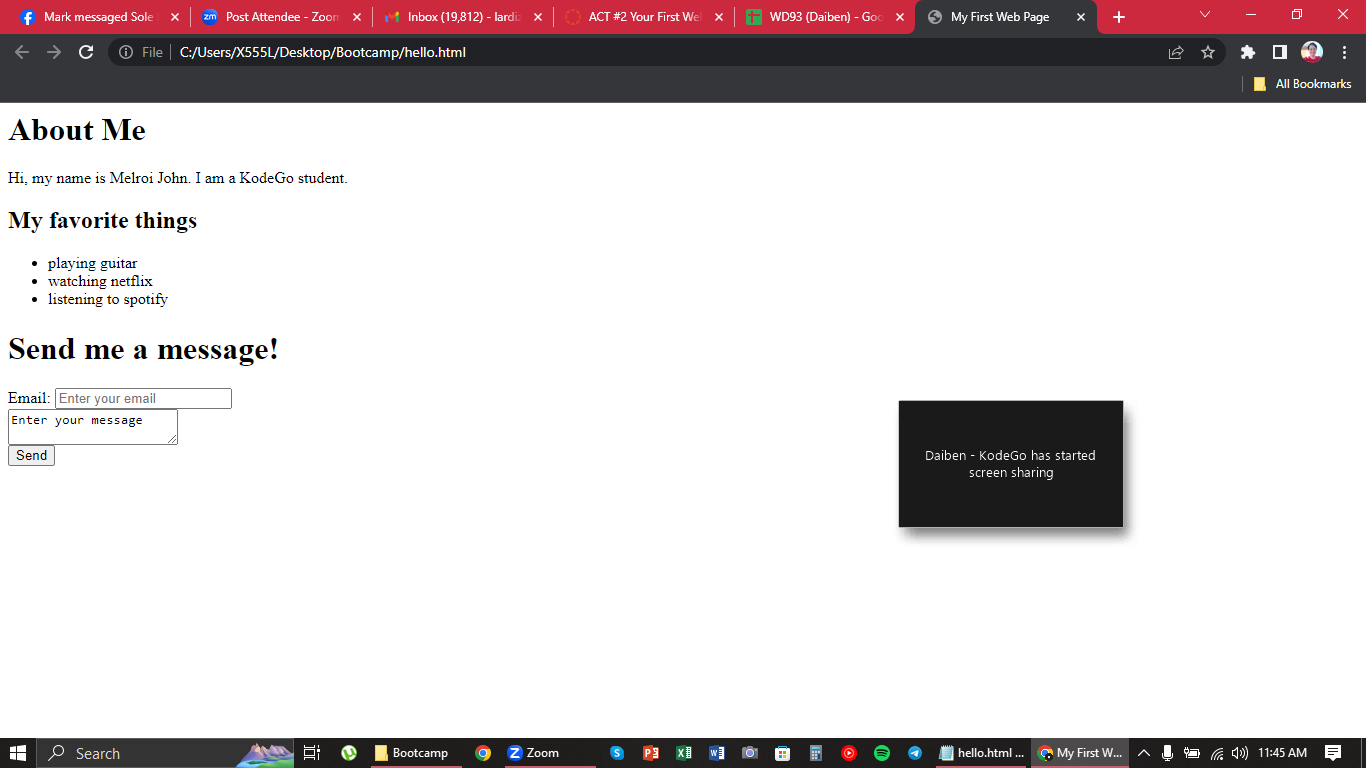 Mark messaged Sole
Post Attendee - Zoom
Inbox (19,812) - lardiz
ACT #2 Your First We
WD93 (Daiben) - Goo
My First Web Page
File
C:/Users/X555L/Desktop/Bootcamp/hello.html
All Bookmarks
About Me
Hi, my name is Melroi John. I am a KodeGo student.
My favorite things
playing guitar
watching netflix
listening to spotify
Send me a message!
Email: Enter your email
Enter your message
Send
Daiben - KodeGo has started
screen sharing
Search
Bootcamp
Zoom
hello.html ...
My First W...
11:45 AM